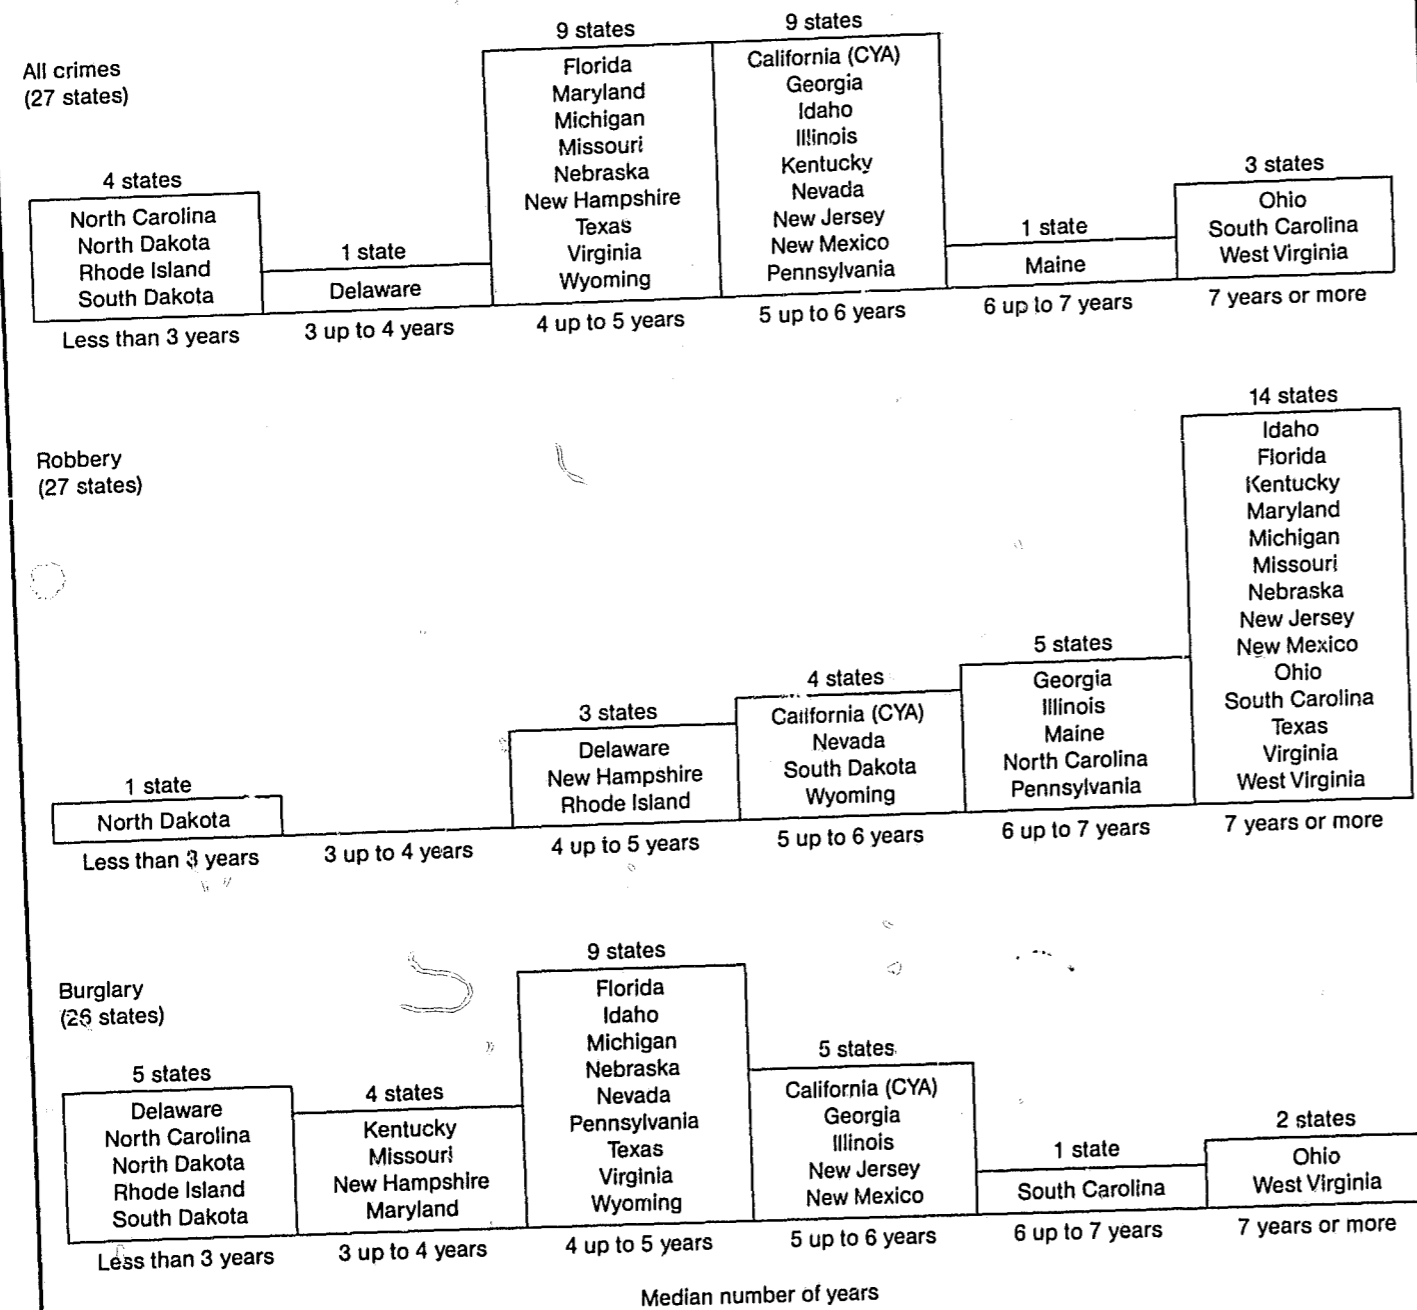 All crimes
(27 states)
4 states
North Carolina
North Dakota
Rhode Island
South Dakota
Less than 3 years
1 state
Delaware
3 up to 4 years
9 states
Florida
Maryland
Michigan
Missouri
Nebraska
New Hampshire
Texas
Virginia
Wyoming
4 up to 5 years
9 states
California (CYA)
Georgia
Idaho
Illinois
Kentucky
Nevada
New Jersey
New Mexico
Pennsylvania
5 up to 6 years
1 state
Maine
6 up to 7 years
3 states
Ohio
South Carolina
West Virginia
7 years or more
Robbery
(27 states)
1 state
North Dakota
Less than 3 years
3 up to 4 years
3 states
Delaware
New Hampshire
Rhode Island
4 up to 5 years
4 states
California (CYA)
Nevada
South Dakota
Wyoming
5 up to 6 years
5 states
Georgia
Illinois
Maine
North Carolina
Pennsylvania
6 up to 7 years
14 states
Idaho
Florida
Kentucky
Maryland
Michigan
Missouri
Nebraska
New Jersey
New Mexico
Ohio
South Carolina
Texas
Virginia
West Virginia
7 years or more
Burglary
(26 states)
5 states
Delaware
North Carolina
North Dakota
Rhode Island
South Dakota
Less than 3 years
4 states
Kentucky
Missouri
New Hampshire
Maryland
3 up to 4 years
9 states
Florida
Idaho
Michigan
Nebraska
Nevada
Pennsylvania
Texas
Virginia
Wyoming
4 up to 5 years
5 states
California (CYA)
Georgia
Illinois
New Jersey
New Mexico
5 up to 6 years
1 state
South Carolina
6 up to 7 years
2 states
Ohio
West Virginia
7 years or more
Median number of years